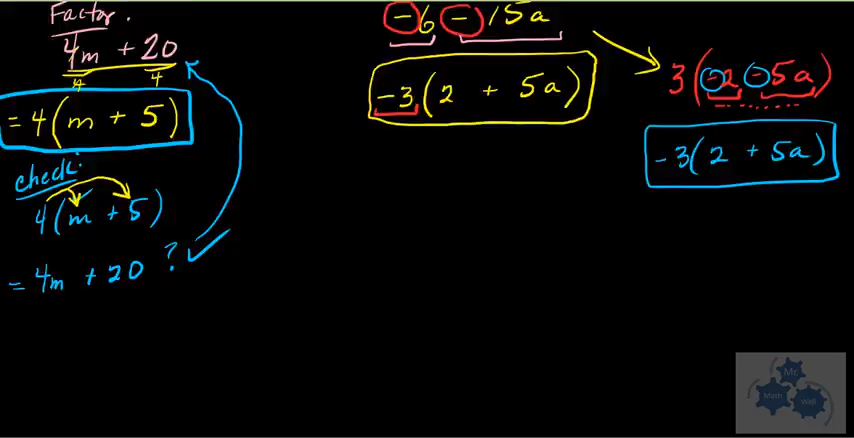 Factor.
4m + 20
4 4
= 4(m + 5)
check:
4(m + 5)
= 4m + 20 ?
-6 -15a
-3(2 + 5a)
3(-2 -5a)
-3(2 + 5a)
Mr.
Math
Well